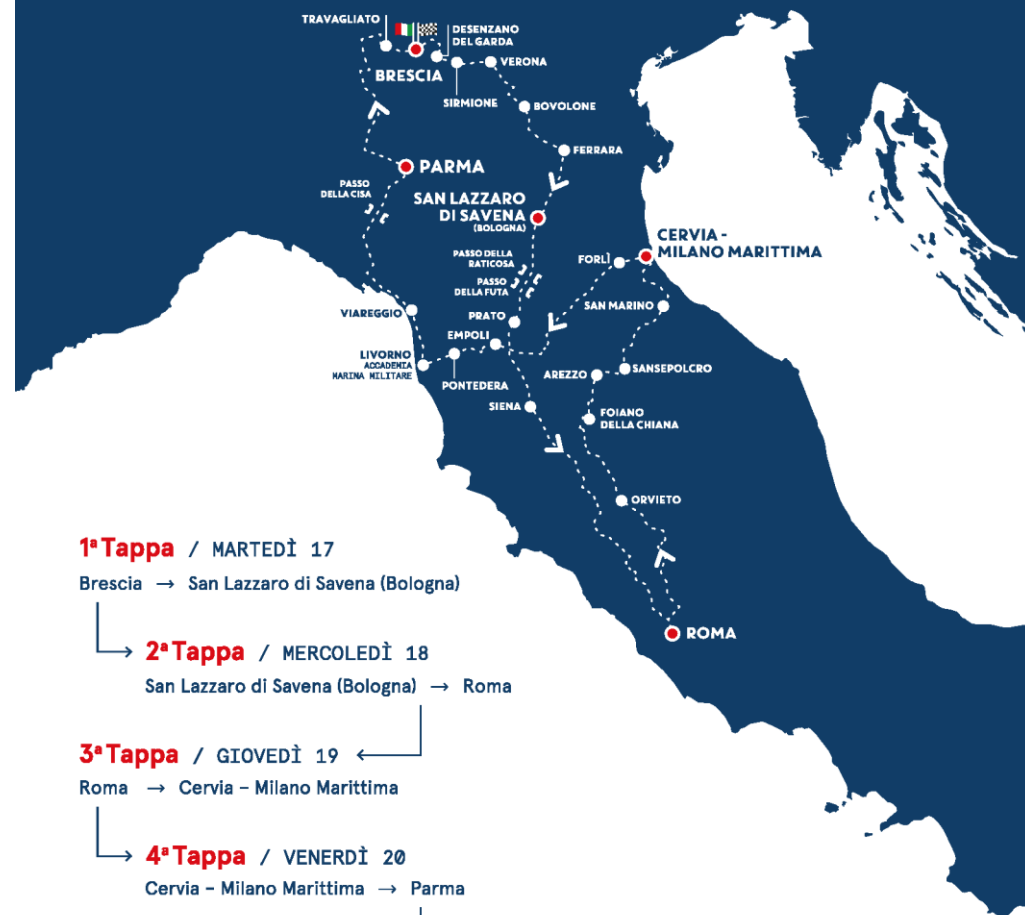 TRAVAGLIATO
DESENZANO
DEL GARDA
BRESCIA
VERONA
SIRMIONE
BOVOLONE
FERRARA
PARMA
PASSO
DELLA CISA
SAN LAZZARO
DI SAVENA
(BOLOGNA)
CERVIA -
MILANO MARITTIMA
PASSO DELLA
RATICOSA
FORLÌ
PASSO
DELLA FUTA
SAN MARINO
VIAREGGIO
PRATO
EMPOLI
LIVORNO
ACCADEMIA
MARINA MILITARE
PONTEDERA
AREZZO
SANSEPOLCRO
SIENA
FOIANO
DELLA CHIANA
ORVIETO
ROMA
1ª Tappa / MARTEDÌ 17
Brescia → San Lazzaro di Savena (Bologna)
2ª Tappa / MERCOLEDÌ 18
San Lazzaro di Savena (Bologna) → Roma
3ª Tappa / GIOVEDÌ 19
Roma → Cervia – Milano Marittima
4ª Tappa / VENERDÌ 20
Cervia – Milano Marittima → Parma